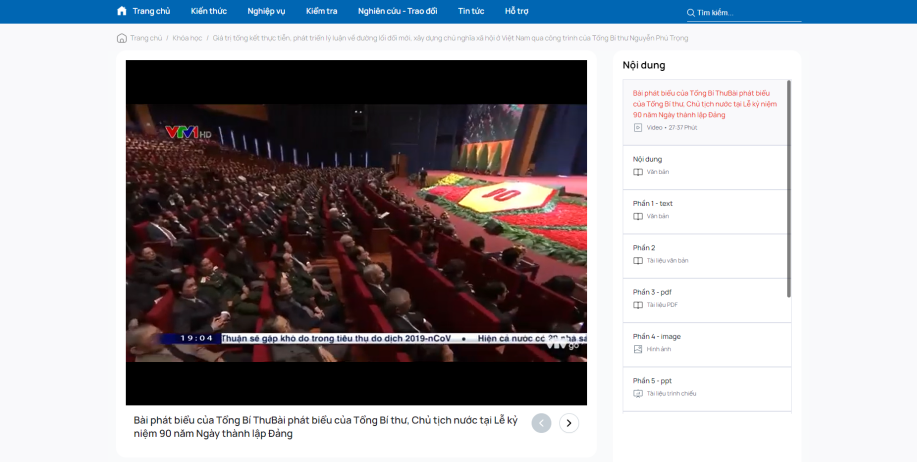 Trang chủ Kiến thức Nghiệp vụ Kiểm tra Nghiên cứu - Trao đổi Tin tức Hỗ trợ Tìm kiếm...
Trang chủ / Khóa học / Giá trị tổng kết thực tiễn, phát triển lý luận về đường lối đổi mới, xây dựng chủ nghĩa xã hội ở Việt Nam qua công trình của Tổng Bí thư Nguyễn Phú Trọng
VTV1 HD
90
19:04 Thuận sẽ gặp khó do trong tiêu thụ do dịch 2019-nCoV • Hiện cả nước có
VTV go
Bài phát biểu của Tổng Bí ThưBài phát biểu của Tổng Bí thư, Chủ tịch nước tại Lễ kỷ
niệm 90 năm Ngày thành lập Đảng
Nội dung
Bài phát biểu của Tổng Bí ThưBài phát biểu
của Tổng Bí thư, Chủ tịch nước tại Lễ kỷ niệm
90 năm Ngày thành lập Đảng
Video • 27:37 Phút
Nội dung
Văn bản
Phần 1 - text
Văn bản
Phần 2
Tài liệu văn bản
Phần 3 - pdf
Tài liệu PDF
Phần 4 - image
Hình ảnh
Phần 5 - ppt
Tài liệu trình chiếu